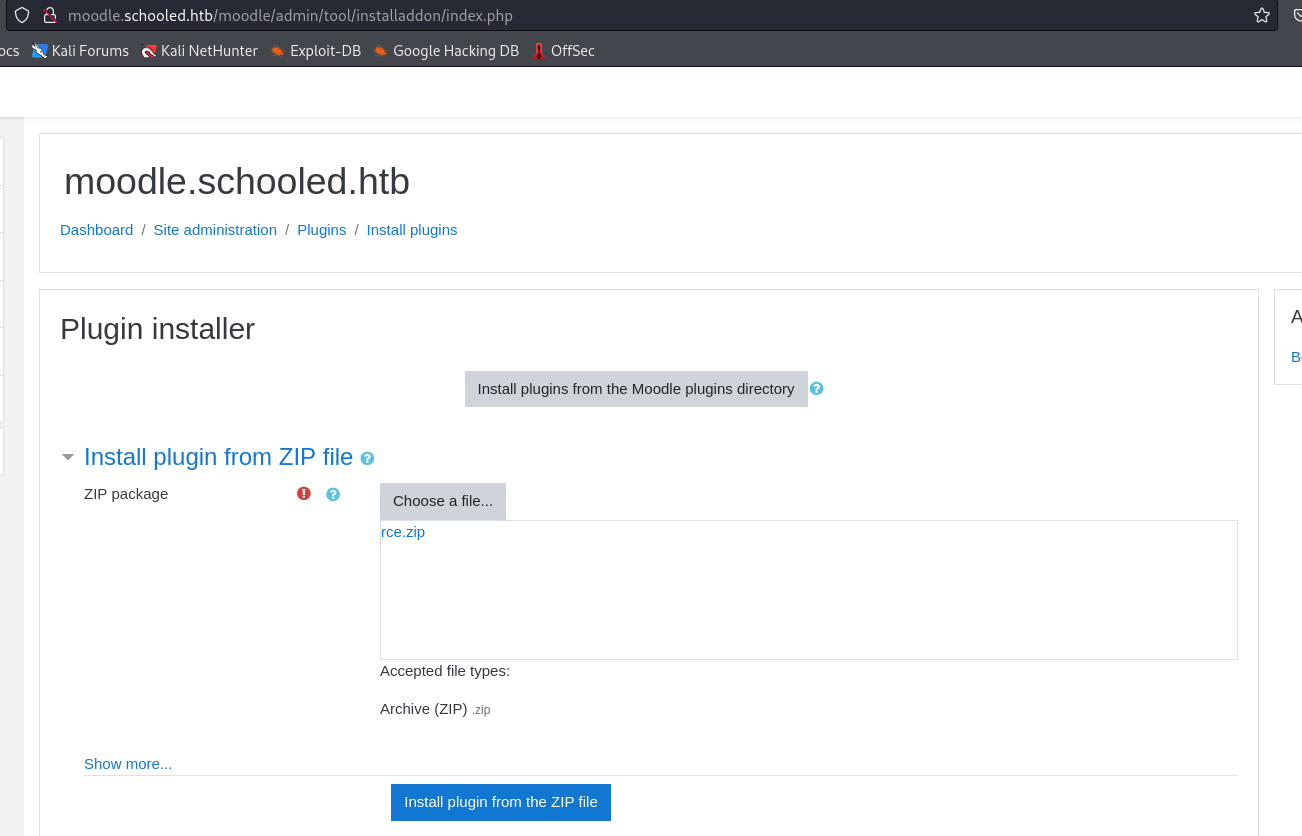 moodle.schooled.htb/moodle/admin/tool/installaddon/index.php
ocs Kali Forums Kali NetHunter Exploit-DB Google Hacking DB OffSec
moodle.schooled.htb
Dashboard / Site administration / Plugins / Install plugins
Plugin installer
A
Install plugins from the Moodle plugins directory
B
Install plugin from ZIP file
ZIP package
Choose a file...
rce.zip
Accepted file types:
Archive (ZIP) .zip
Show more...
Install plugin from the ZIP file